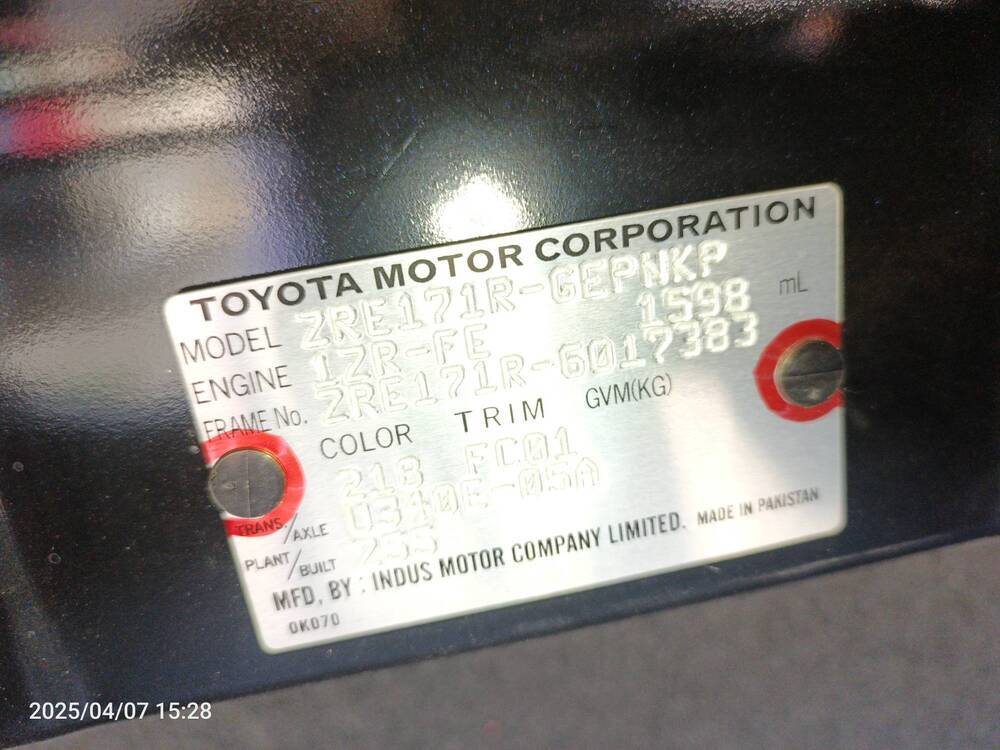 TOYOTA MOTOR CORPORATION
MODEL ZRE171R-GEPNKP
ENGINE 1ZR-FE 1598 mL
FRAME No. ZRE171R-6017383
COLOR TRIM GVM(KG)
218 FC01
TRANS./AXLE U340E-05A
PLANT/BUILT
MFD, BY : INDUS MOTOR COMPANY LIMITED. MADE IN PAKISTAN
0K070
2025/04/07 15:28